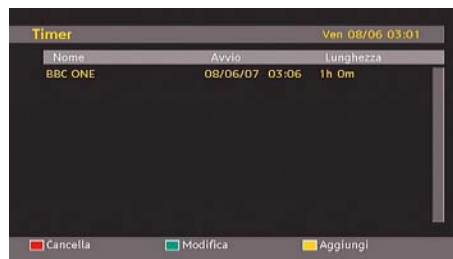 Timer Ven 08/06 03:01
Nome Avvio Lunghezza
BBC ONE 08/06/07 03:06 1h 0m
Cancella Modifica Aggiungi